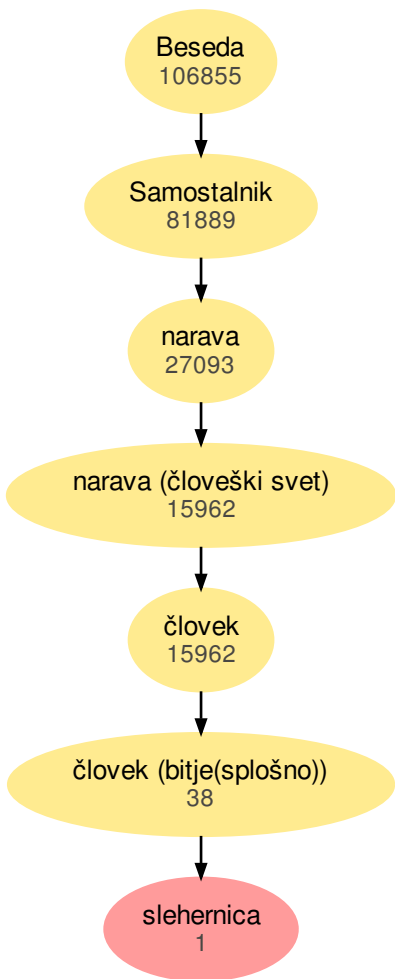 Beseda
106855
Samostalnik
81889
narava
27093
narava (človeški svet)
15962
človek
15962
človek (bitje(splošno))
38
slehernica
1